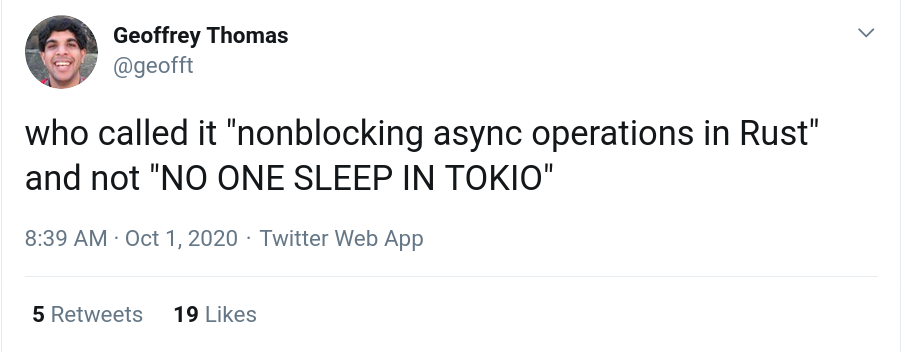 Geoffrey Thomas
@geofft
who called it "nonblocking async operations in Rust"
and not "NO ONE SLEEP IN TOKIO"
8:39 AM · Oct 1, 2020 · Twitter Web App
5 Retweets 19 Likes